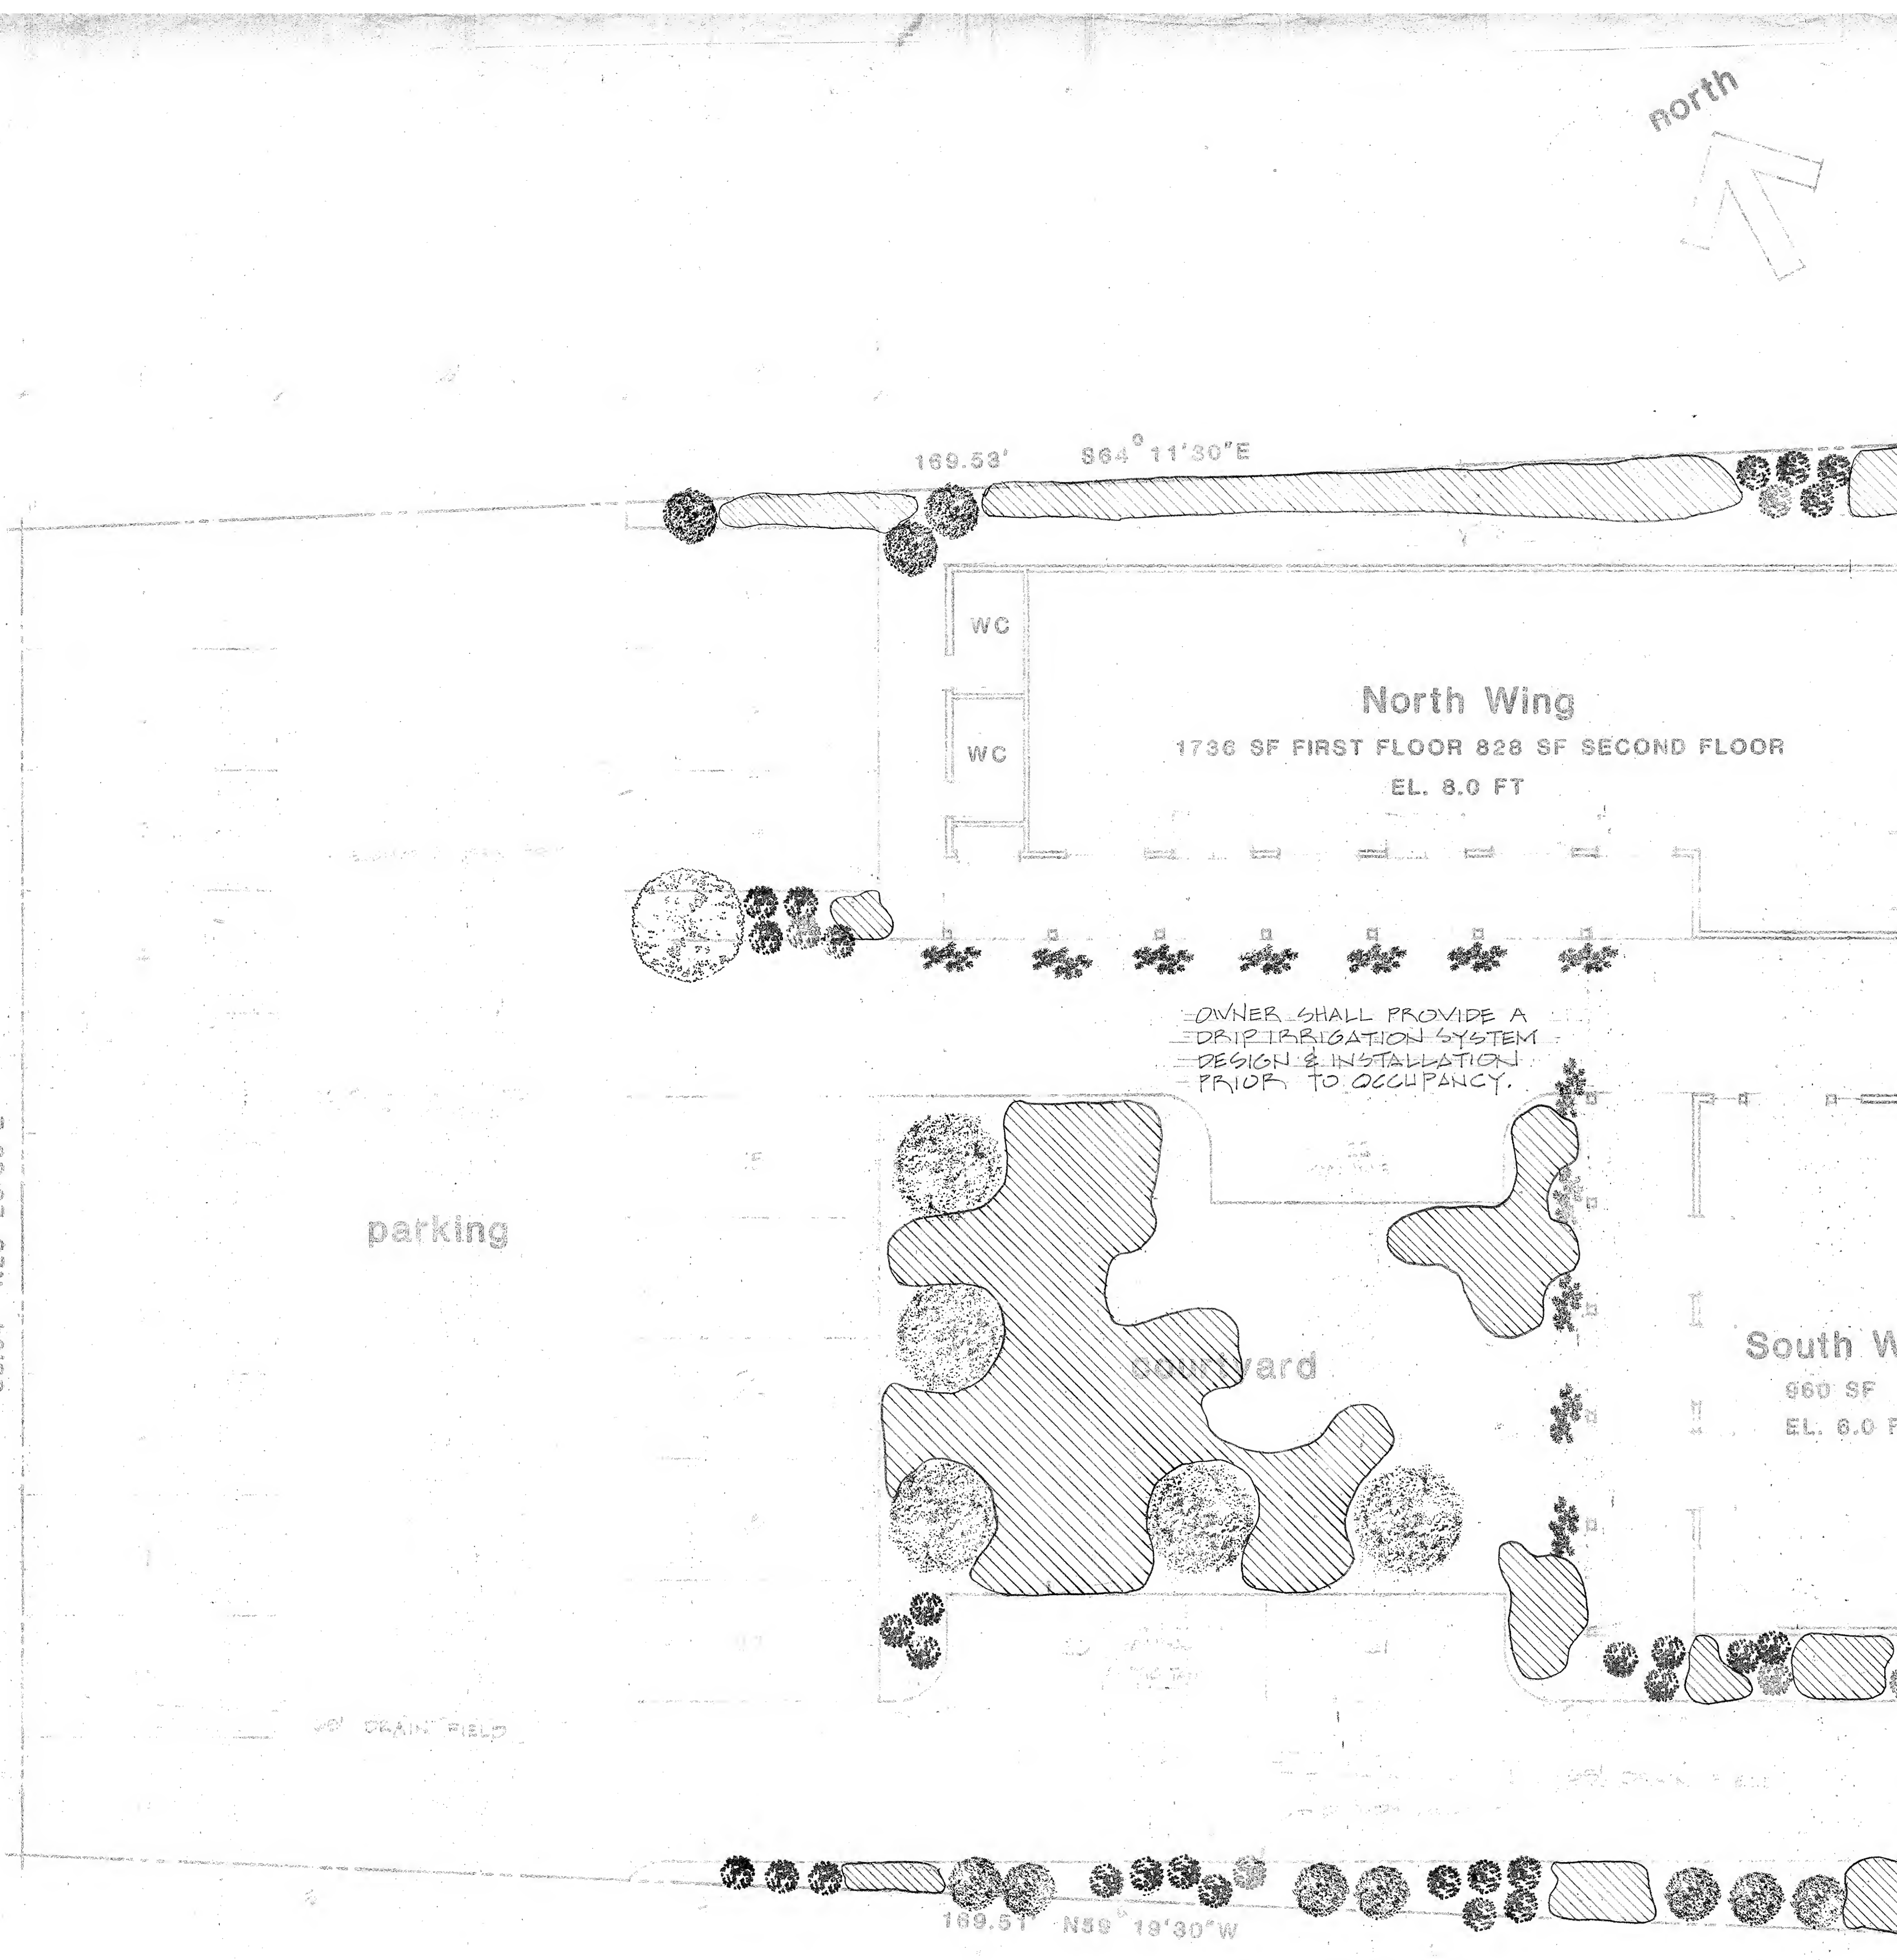 north
169.53' S64° 11'30"E
WC
North Wing
WC
1736 SF FIRST FLOOR 828 SF SECOND FLOOR
EL. 8.0 FT
OWNER SHALL PROVIDE A
DRIP IRRIGATION SYSTEM
DESIGN & INSTALLATION
PRIOR TO OCCUPANCY.
parking
courtyard
South W
960 SF
EL. 6.0 F
DRAIN FIELD
169.51' N59° 19'30"W